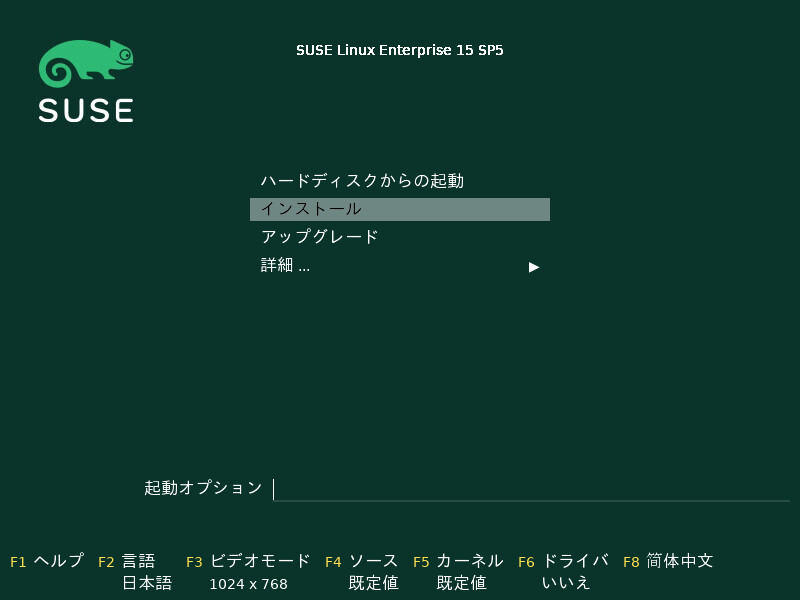 SUSE Linux Enterprise 15 SP5
SUSE
ハードディスクからの起動
インストール
アップグレード
詳細 ...
起動オプション
F1 ヘルプ F2 言語 F3 ビデオモード F4 ソース F5 カーネル F6 ドライバ F8 简体中文
日本語 1024 x 768 既定値 既定値 いいえ